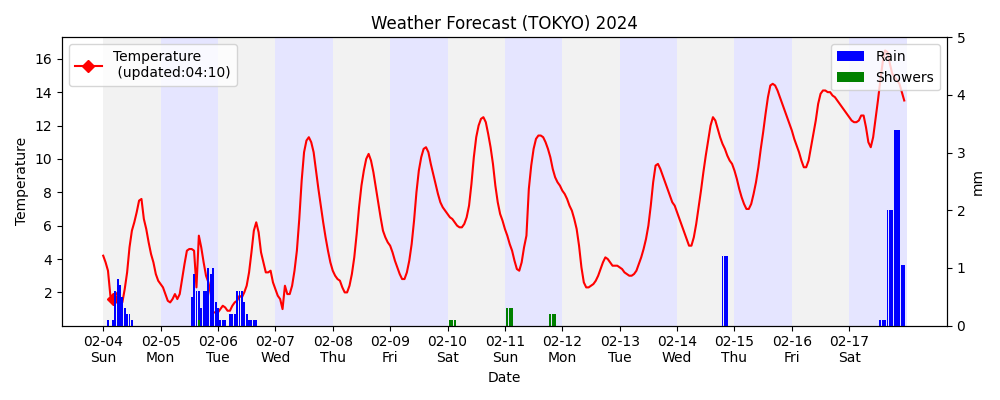 Weather Forecast (TOKYO) 2024
Temperature
(updated:04:10)
Rain
Showers
Temperature
16
14
12
10
8
6
4
2
5
4
3
2
1
0
mm
02-04 02-05 02-06 02-07 02-08 02-09 02-10 02-11 02-12 02-13 02-14 02-15 02-16 02-17
Sun Mon Tue Wed Thu Fri Sat Sun Mon Tue Wed Thu Fri Sat
Date